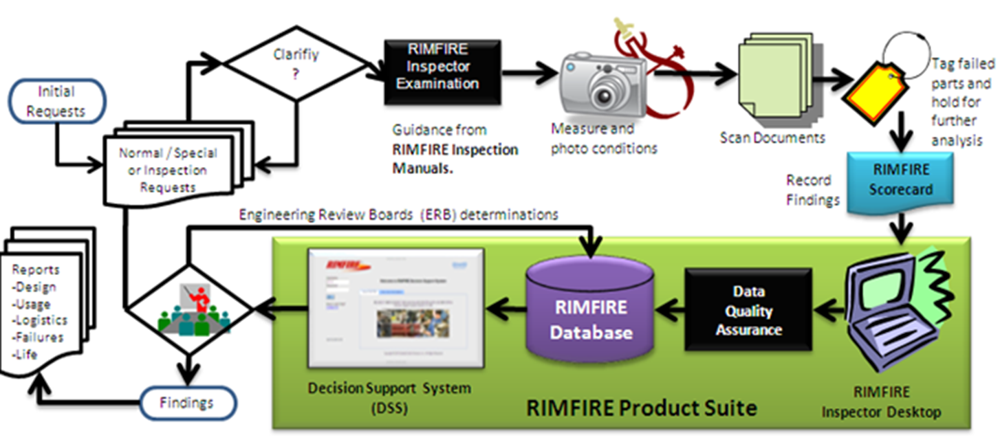 Initial
Requests
Clarifiy
?
RIMFIRE
Inspector
Examination
Guidance from
RIMFIRE Inspection
Manuals.
Measure and
photo conditions
Scan Documents
Tag failed
parts and
hold for
further
analysis
Normal / Special
or Inspection
Requests
Record
Findings
RIMFIRE
Scorecard
Engineering Review Boards (ERB) determinations
Reports
-Design
-Usage
-Logistics
-Failures
-Life
RIMFIRE
RIMFIRE
Database
Data
Quality
Assurance
Decision Support System
(DSS)
RIMFIRE Product Suite
RIMFIRE
Inspector Desktop
Findings